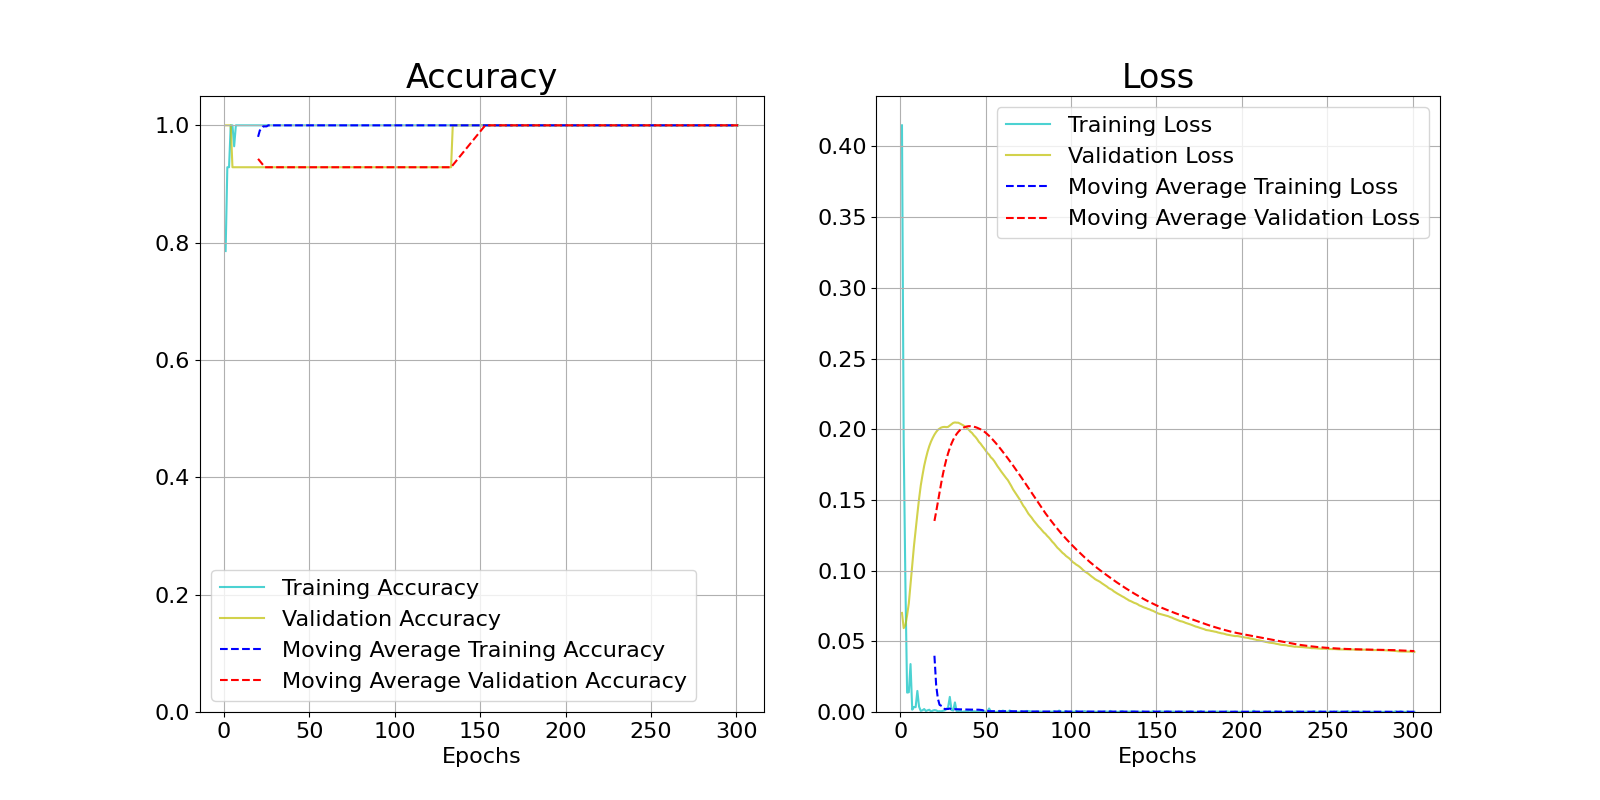 Accuracy
1.0
0.8
0.6
0.4
0.2
0.0
Training Accuracy
Validation Accuracy
Moving Average Training Accuracy
Moving Average Validation Accuracy
0 50 100 150 200 250 300
Epochs
Loss
0.40
0.35
0.30
0.25
0.20
0.15
0.10
0.05
0.00
Training Loss
Validation Loss
Moving Average Training Loss
Moving Average Validation Loss
0 50 100 150 200 250 300
Epochs